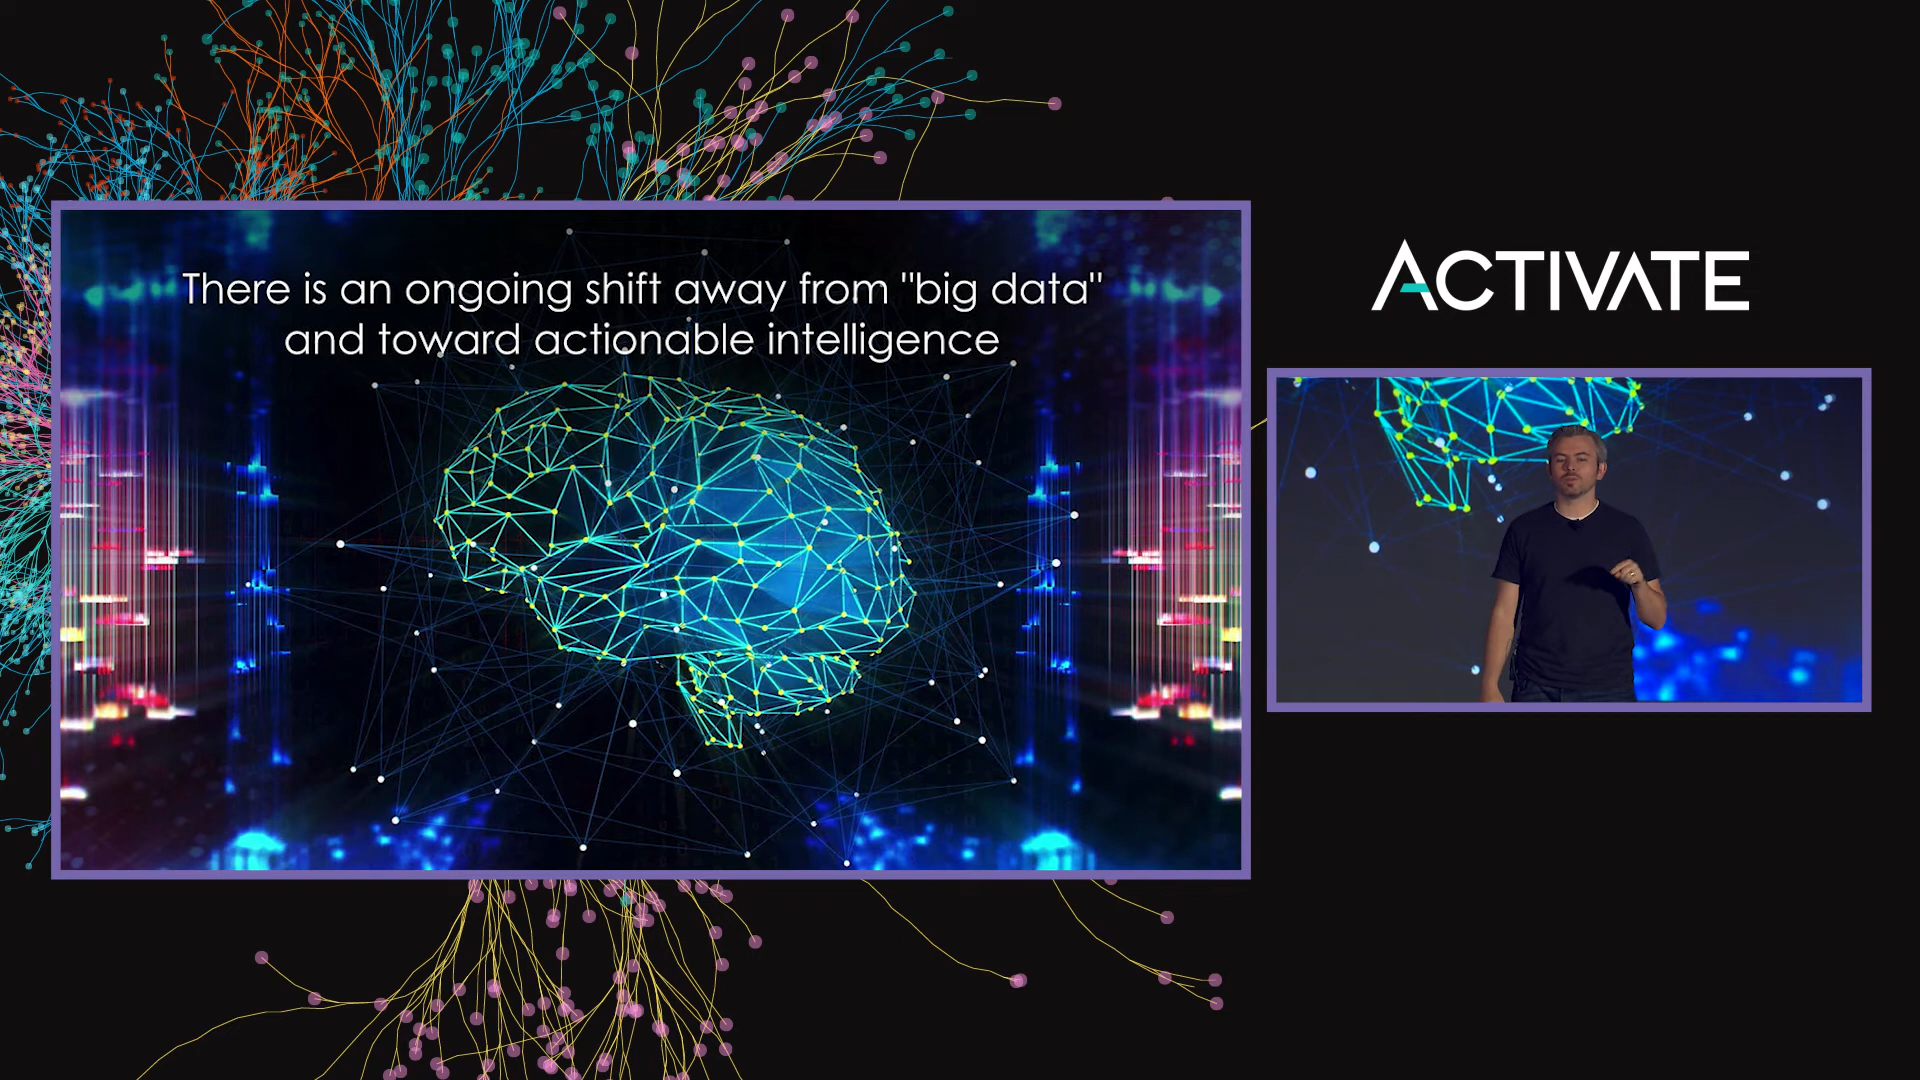 There is an ongoing shift away from "big data"
and toward actionable intelligence
ACTIVATE